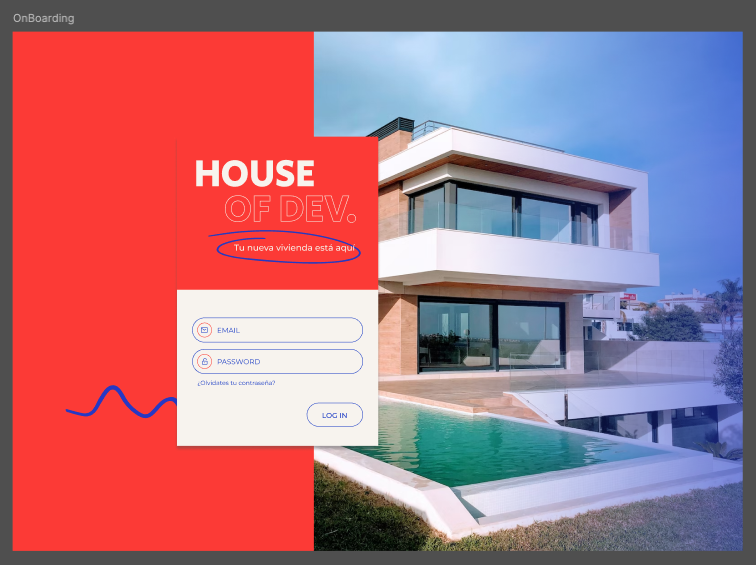 OnBoarding
HOUSE
OF DEV.
Tu nueva vivienda está aquí
EMAIL
PASSWORD
¿Olvidates tu contraseña?
LOG IN